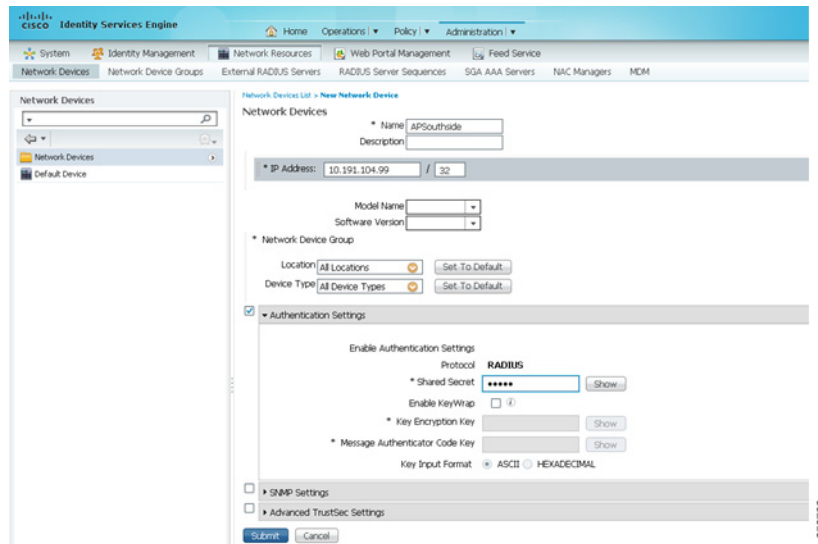 cisco Identity Services Engine
Home Operations Policy Administration
System Identity Management Network Resources Web Portal Management Feed Service
Network Devices Network Device Groups External RADIUS Servers RADIUS Server Sequences SGA AAA Servers NAC Managers MDM
Network Devices
Network Devices
Default Device
Network Devices List > New Network Device
Network Devices
* Name APSouthside
Description
* IP Address: 10.191.104.99 / 32
Model Name
Software Version
* Network Device Group
Location All Locations Set To Default
Device Type All Device Types Set To Default
Authentication Settings
Enable Authentication Settings
Protocol RADIUS
* Shared Secret ••••• Show
Enable KeyWrap
* Key Encryption Key Show
* Message Authenticator Code Key Show
Key Input Format ASCII HEXADECIMAL
SNMP Settings
Advanced TrustSec Settings
Submit Cancel